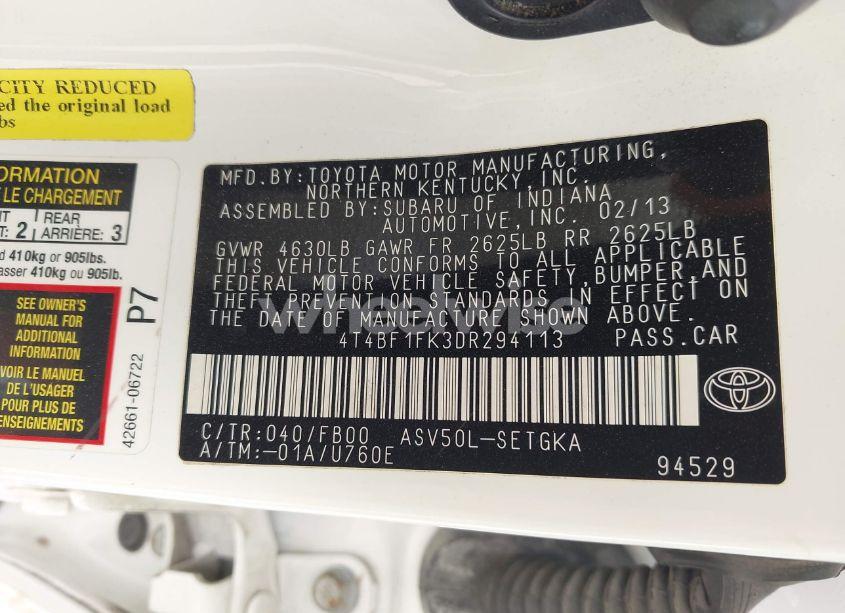 CITY REDUCED
ed the original load
bs
ORMATION
LE CHARGEMENT
NT REAR
T: 2 ARRIÈRE: 3
d 410kg or 905lbs.
asser 410kg ou 905lb.
SEE OWNER'S
MANUAL FOR
ADDITIONAL
INFORMATION
VOIR LE MANUEL
DE L'USAGER
POUR PLUS DE
RENSEIGNEMENTS
42661-06722
P7
MFD.BY:TOYOTA MOTOR MANUFACTURING,
NORTHERN KENTUCKY,INC.
ASSEMBLED BY:SUBARU OF INDIANA
AUTOMOTIVE,INC. 02/13
GVWR 4630LB GAWR FR 2625LB RR 2625LB
THIS VEHICLE CONFORMS TO ALL APPLICABLE
FEDERAL MOTOR VEHICLE SAFETY,BUMPER,AND
THEFT PREVENTION STANDARDS IN EFFECT ON
THE DATE OF MANUFACTURE SHOWN ABOVE.
4T4BF1FK3DR294113 PASS.CAR
C/TR:040/FB00 ASV50L-SETGKA
A/TM:-01A/U760E
94529